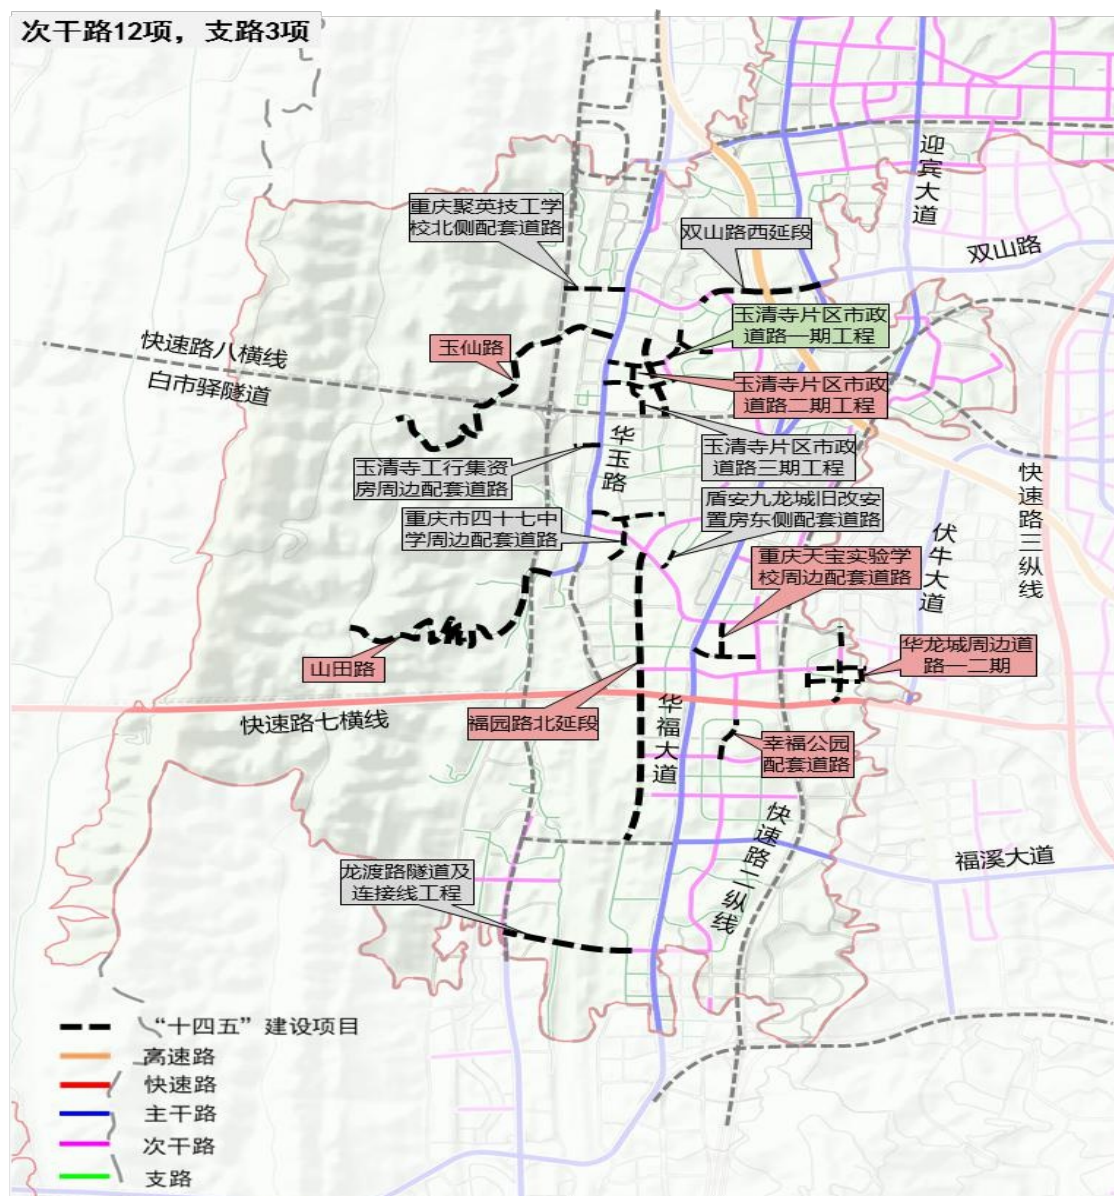 次干路12项，支路3项
迎宾大道
重庆聚英技工学
校北侧配套道路
双山路西延段
双山路
玉清寺片区市政
道路一期工程
快速路八横线
玉仙路
白市驿隧道
玉清寺片区市政
道路二期工程
华玉路
玉清寺片区市政
道路三期工程
玉清寺工行集资
房周边配套道路
快速路三纵线
盾安九龙城旧改安
置房东侧配套道路
重庆市四十七中
学周边配套道路
伏牛大道
重庆天宝实验学
校周边配套道路
华龙城周边道
路一二期
山田路
福园路北延段
快速路七横线
华福大道
幸福公园
配套道路
快速路二纵线
福溪大道
龙渡路隧道及
连接线工程
“十四五”建设项目
高速路
快速路
主干路
次干路
支路